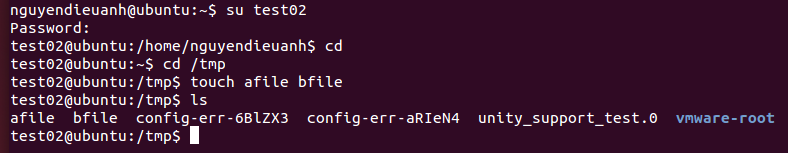 nguyendieuanh@ubuntu:~$ su test02
Password:
test02@ubuntu:/home/nguyendieuanh$ cd
test02@ubuntu:~$ cd /tmp
test02@ubuntu:/tmp$ touch afile bfile
test02@ubuntu:/tmp$ ls
afile  bfile  config-err-6BlZX3  config-err-aRIeN4  unity_support_test.0  vmware-root
test02@ubuntu:/tmp$